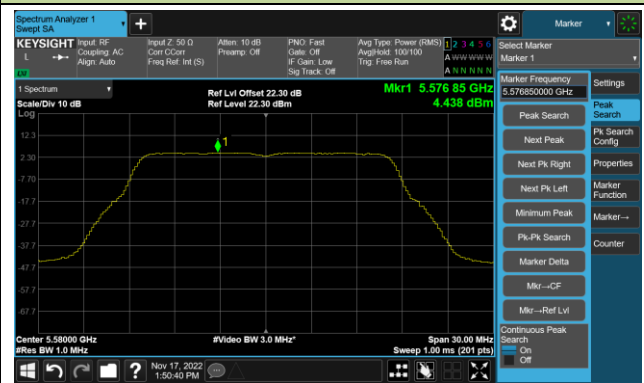 Spectrum Analyzer 1
Swept SA
Marker
KEYSIGHT
L
Input: RF
Coupling: AC
Align: Auto
Input Z: 50 Ω
Corr CCorr
Freq Ref: Int (S)
Atten: 10 dB
Preamp: Off
PNO: Fast
Gate: Off
IF Gain: Low
Sig Track: Off
Avg Type: Power (RMS)
Avg|Hold: 100/100
Trig: Free Run
1 2 3 4 5 6
A W W W W W
A N N N N N
Select Marker
Marker 1
1 Spectrum
Scale/Div 10 dB
Log
Ref Lvl Offset 22.30 dB
Ref Level 22.30 dBm
Mkr1 5.576 85 GHz
4.438 dBm
12.3
2.30
-7.70
-17.7
-27.7
-37.7
-47.7
-57.7
-67.7
1
Center 5.58000 GHz
#Res BW 1.0 MHz
#Video BW 3.0 MHz*
Span 30.00 MHz
Sweep 1.00 ms (201 pts)
Marker Frequency
5.576850000 GHz
Peak Search
Next Peak
Next Pk Right
Next Pk Left
Minimum Peak
Pk-Pk Search
Marker Delta
Mkr→CF
Mkr→Ref Lvl
Continuous Peak
Search
On
Off
Settings
Peak
Search
Pk Search
Config
Properties
Marker
Function
Marker→
Counter
Nov 17, 2022
1:50:40 PM